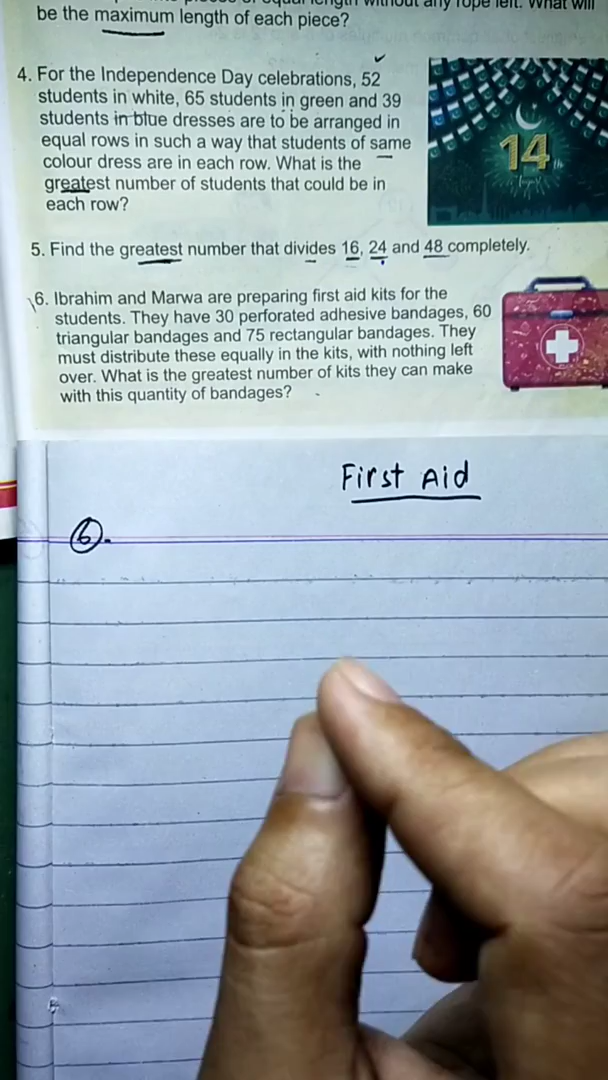 without any rope left. What will
be the maximum length of each piece?
4. For the Independence Day celebrations, 52
students in white, 65 students in green and 39
students in blue dresses are to be arranged in
equal rows in such a way that students of same
colour dress are in each row. What is the
greatest number of students that could be in
each row?
14
5. Find the greatest number that divides 16, 24 and 48 completely.
6. Ibrahim and Marwa are preparing first aid kits for the
students. They have 30 perforated adhesive bandages, 60
triangular bandages and 75 rectangular bandages. They
must distribute these equally in the kits, with nothing left
over. What is the greatest number of kits they can make
with this quantity of bandages?
First Aid
6.